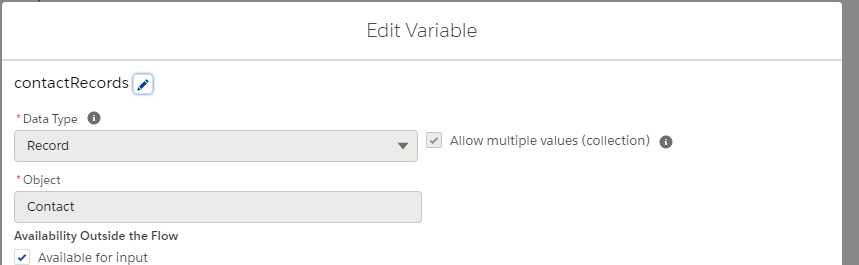 Edit Variable
contactRecords
* Data Type
Record
Allow multiple values (collection)
* Object
Contact
Availability Outside the Flow
Available for input